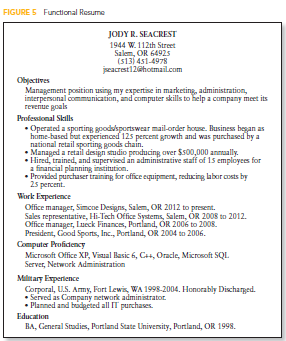 FIGURE 5 Functional Resume
JODY R. SEACREST
1944 W. 112th Street
Salem, OR 64925
(513) 451-4978
jseacrest12@hotmail.com
Objectives
Management position using my expertise in marketing, administration,
interpersonal communication, and computer skills to help a company meet its
revenue goals
Professional Skills
• Operated a sporting goods/sportswear mail-order house. Business began as
home-based but experienced 125 percent growth and was purchased by a
national retail sporting goods chain.
• Managed a retail design studio producing over $500,000 annually.
• Hired, trained, and supervised an administrative staff of 15 employees for
a financial planning institution.
• Provided purchaser training for office equipment, reducing labor costs by
25 percent.
Work Experience
Office manager, Simcoe Designs, Salem, OR 2012 to present.
Sales representative, Hi-Tech Office Systems, Salem, OR 2008 to 2012.
Office manager, Lueck Finances, Portland, OR 2006 to 2008.
President, Good Sports, Inc., Portland, OR 2004 to 2006.
Computer Proficiency
Microsoft Office XP, Visual Basic 6, C++, Oracle, Microsoft SQL
Server, Network Administration
Military Experience
Corporal, U.S. Army, Fort Lewis, WA 1998-2004. Honorably Discharged.
• Served as Company network administrator.
• Planned and budgeted all IT purchases.
Education
BA, General Studies, Portland State University, Portland, OR 1998.